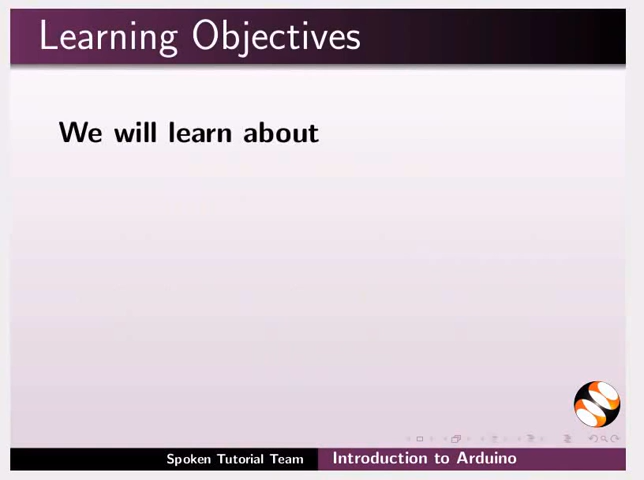 Learning Objectives
We will learn about
Spoken Tutorial Team
Introduction to Arduino